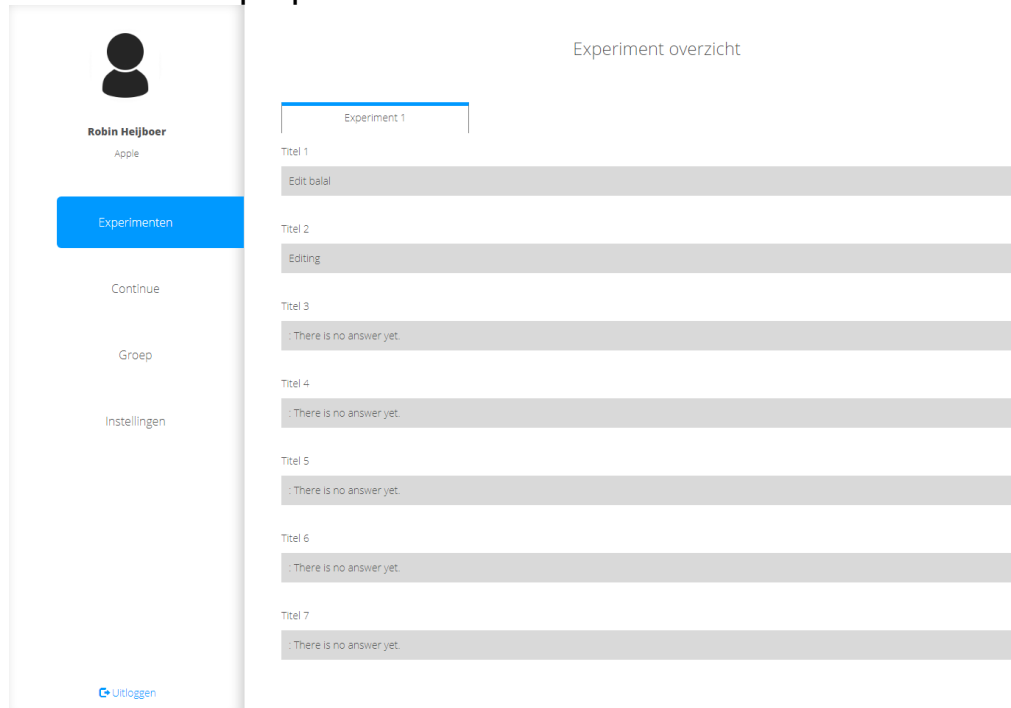 Robin Heijboer
Apple
Experimenten
Continue
Groep
Instellingen
Uitloggen
Experiment overzicht
Experiment 1
Titel 1
Edit balal
Titel 2
Editing
Titel 3
: There is no answer yet.
Titel 4
: There is no answer yet.
Titel 5
: There is no answer yet.
Titel 6
: There is no answer yet.
Titel 7
: There is no answer yet.